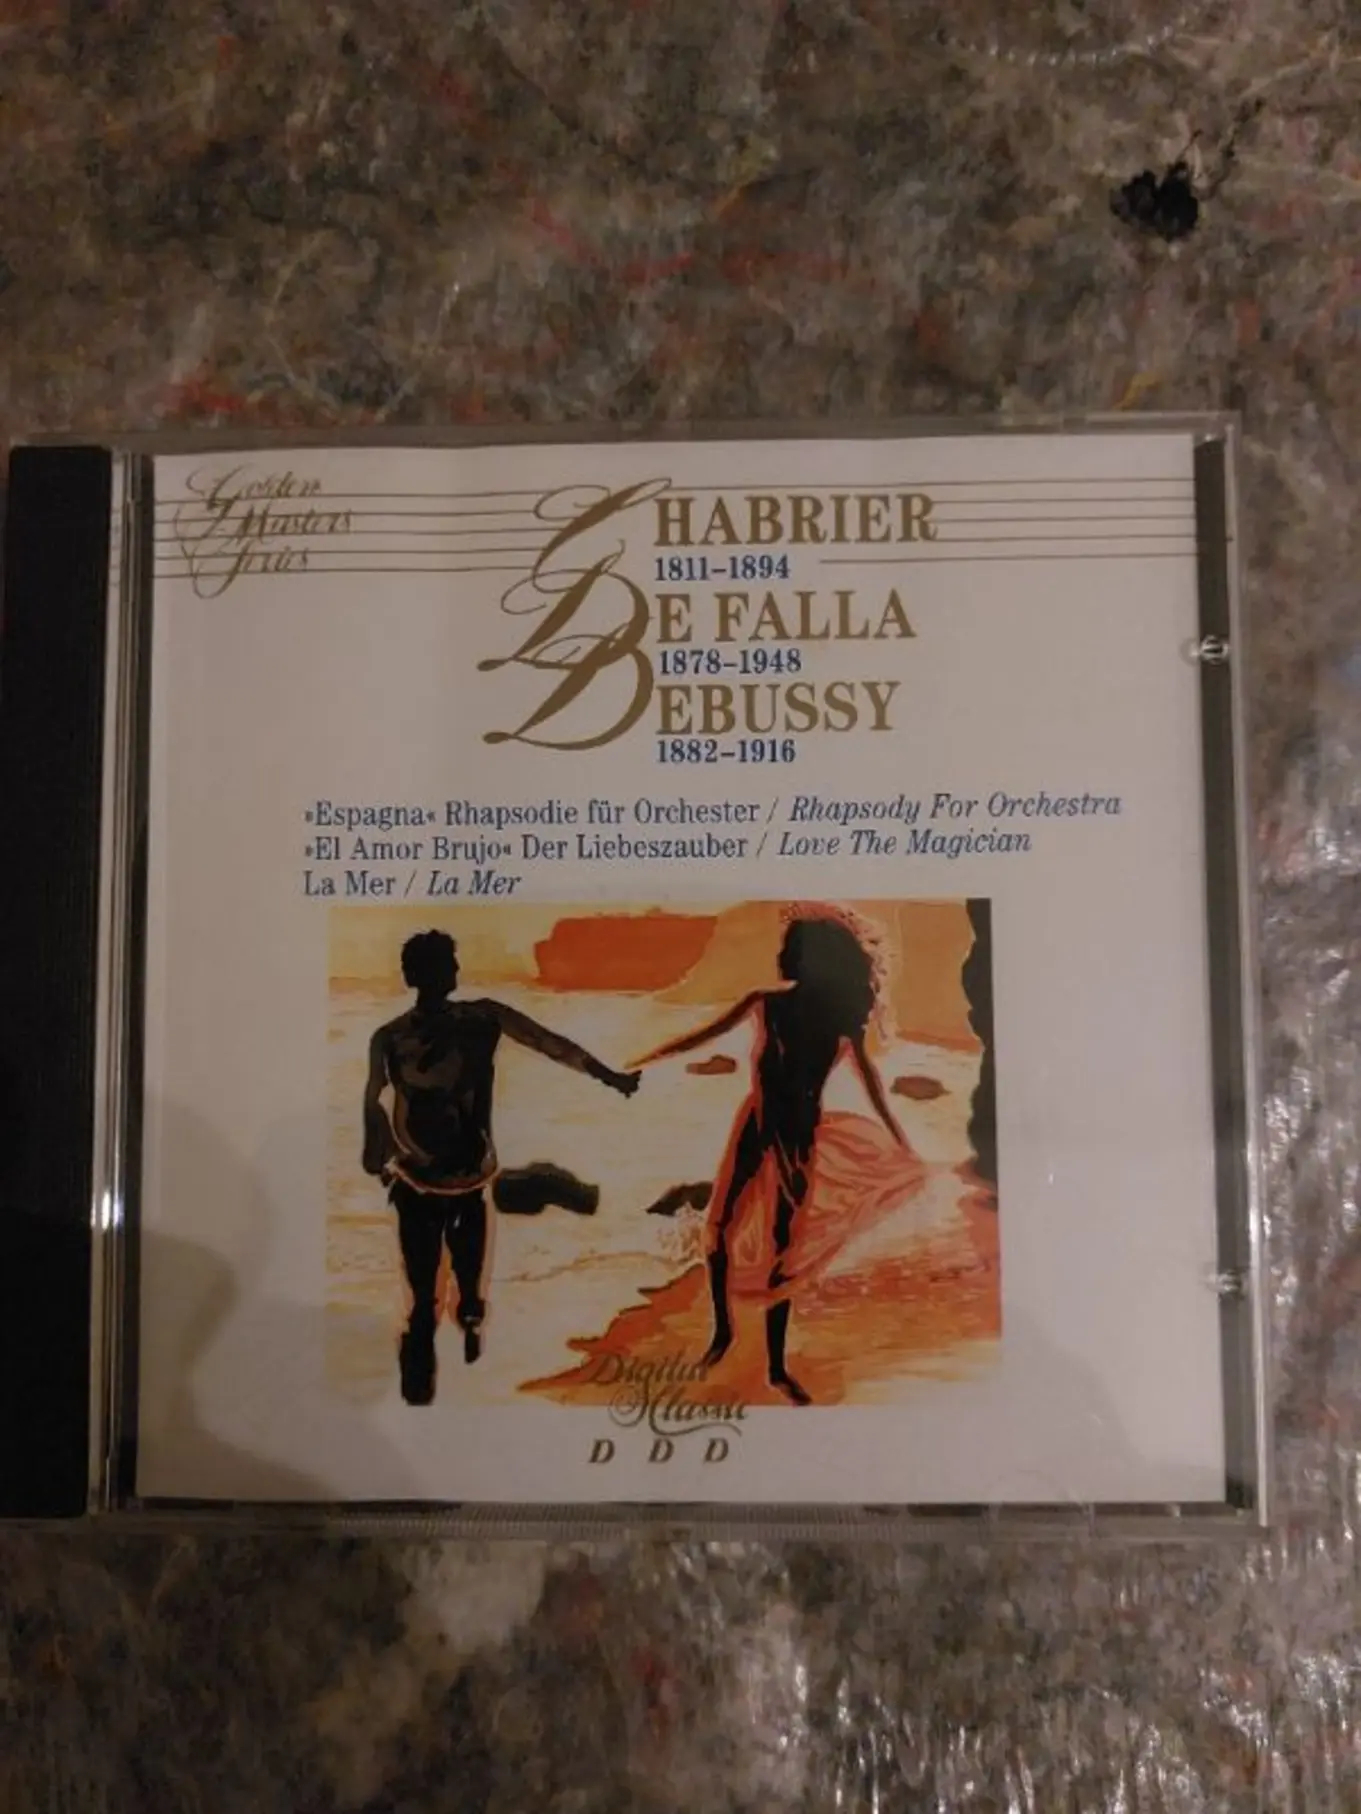 Golden
Masters
Series
CHABRIER
1811–1894
DE FALLA
1878–1948
DEBUSSY
1882–1916
»Espagna« Rhapsodie für Orchester / Rhapsody For Orchestra
»El Amor Brujo« Der Liebeszauber / Love The Magician
La Mer / La Mer
Digital
Classic
D D D